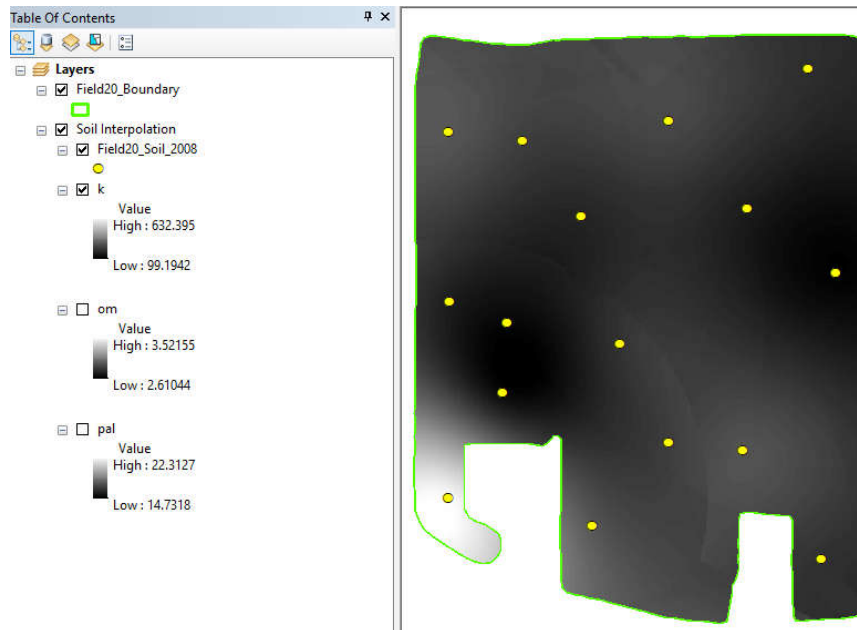 Table Of Contents
Layers
Field20_Boundary
Soil Interpolation
Field20_Soil_2008
k
Value
High : 632.395
Low : 99.1942
om
Value
High : 3.52155
Low : 2.61044
pal
Value
High : 22.3127
Low : 14.7318